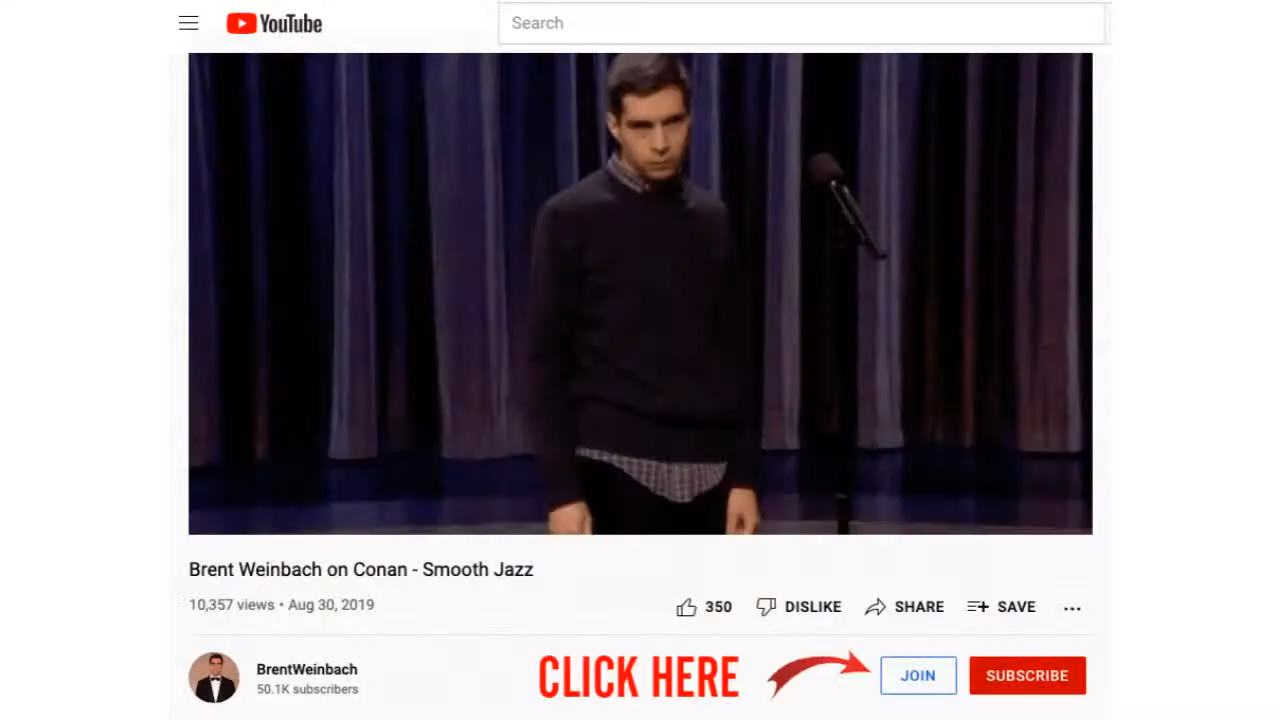 YouTube
Search
Brent Weinbach on Conan - Smooth Jazz
10,357 views • Aug 30, 2019
350
DISLIKE
SHARE
SAVE
BrentWeinbach
50.1K subscribers
CLICK HERE
JOIN
SUBSCRIBE